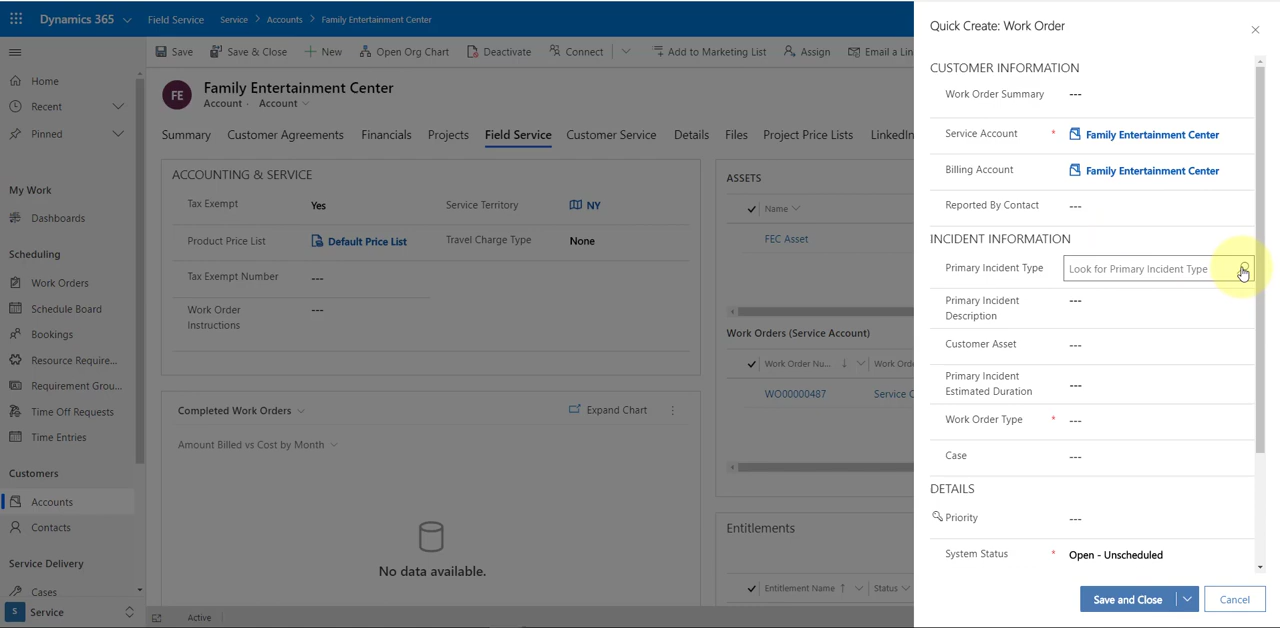 Dynamics 365
Field Service
Service
Accounts
Family Entertainment Center
Save
Save & Close
New
Open Org Chart
Deactivate
Connect
Add to Marketing List
Assign
Email a Lin
Home
Recent
Pinned
My Work
Dashboards
Scheduling
Work Orders
Schedule Board
Bookings
Resource Require...
Requirement Grou...
Time Off Requests
Time Entries
Customers
Accounts
Contacts
Service Delivery
Cases
S
Service
FE
Family Entertainment Center
Account · Account
Summary
Customer Agreements
Financials
Projects
Field Service
Customer Service
Details
Files
Project Price Lists
LinkedIn
ACCOUNTING & SERVICE
Tax Exempt
Yes
Service Territory
NY
Product Price List
Default Price List
Travel Charge Type
None
Tax Exempt Number
---
Work Order
Instructions
---
Completed Work Orders
Expand Chart
Amount Billed vs Cost by Month
No data available.
Active
ASSETS
Name
FEC Asset
Work Orders (Service Account)
Work Order Nu...
Work Orde
WO00000487
Service C
Entitlements
Entitlement Name
Status
Quick Create: Work Order
CUSTOMER INFORMATION
Work Order Summary
---
Service Account
*
Family Entertainment Center
Billing Account
Family Entertainment Center
Reported By Contact
---
INCIDENT INFORMATION
Primary Incident Type
Look for Primary Incident Type
Primary Incident
Description
---
Customer Asset
---
Primary Incident
Estimated Duration
---
Work Order Type
*
---
Case
---
DETAILS
Priority
---
System Status
*
Open - Unscheduled
Save and Close
Cancel